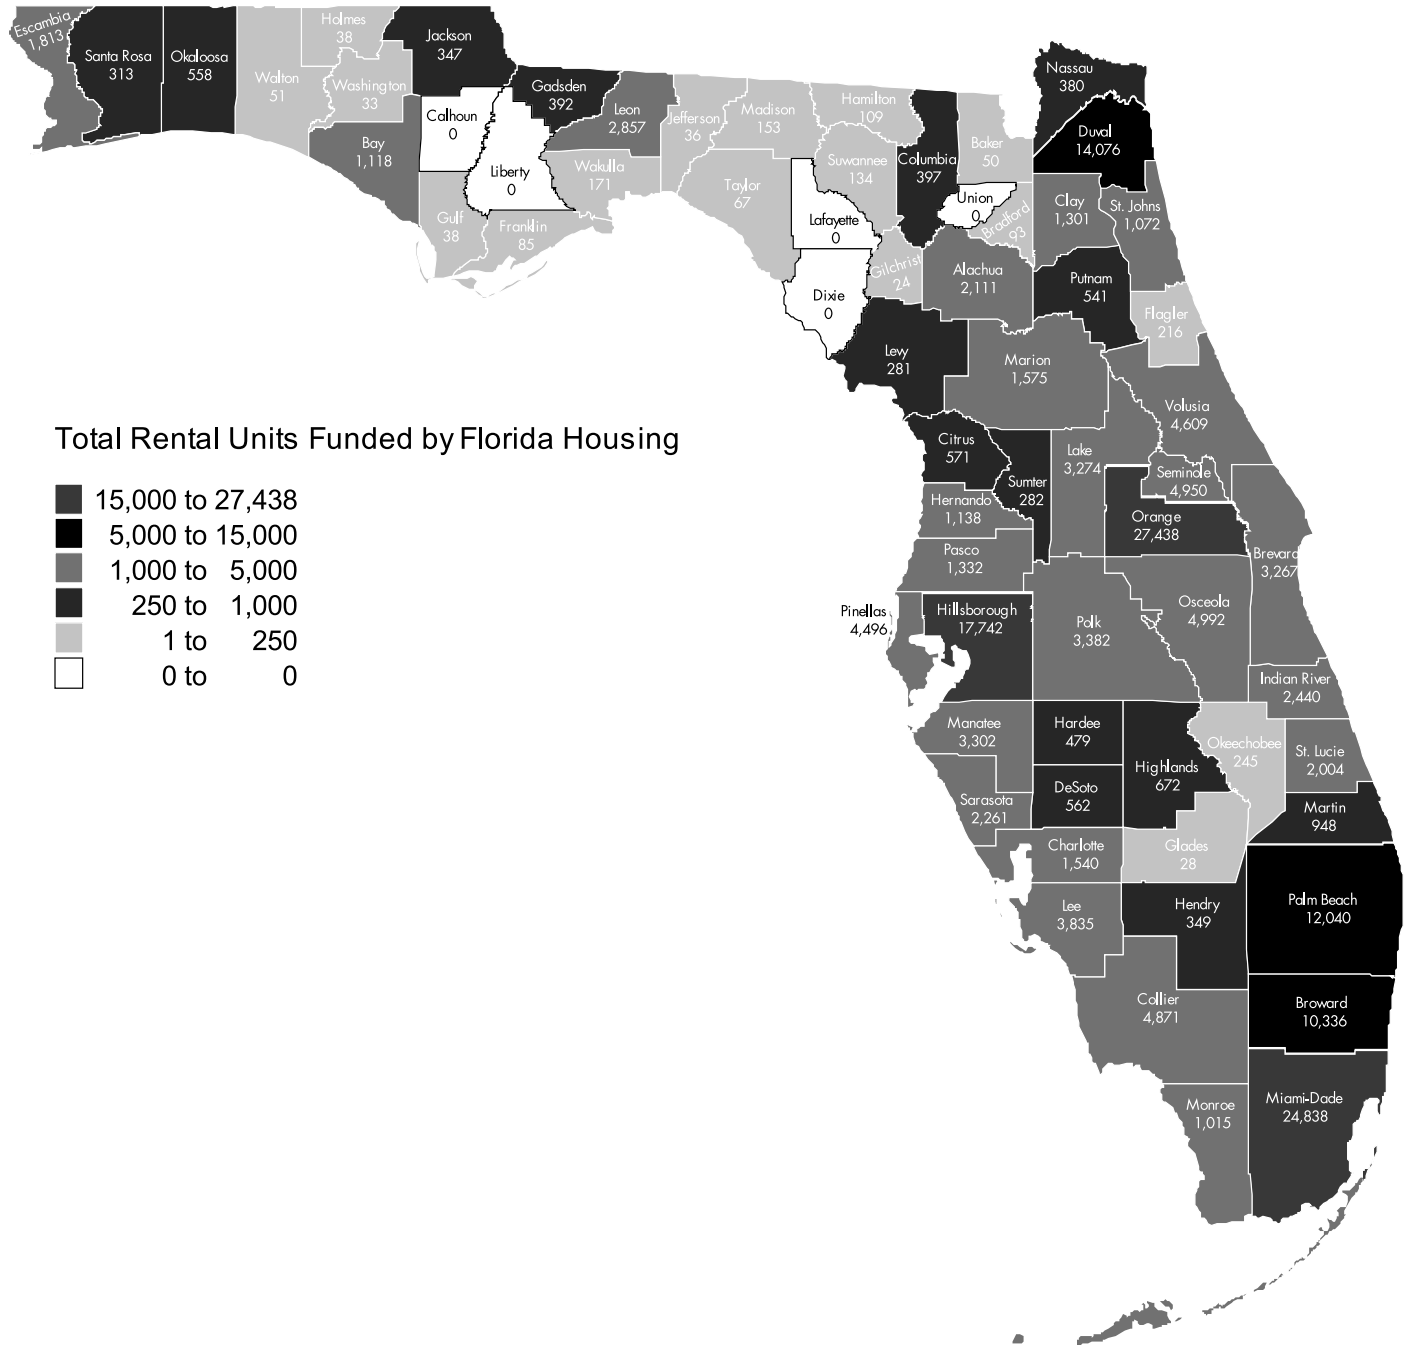 Escambia
1,813
Santa Rosa
313
Okaloosa
558
Walton
51
Holmes
38
Washington
33
Jackson
347
Bay
1,118
Calhoun
0
Gulf
38
Liberty
0
Franklin
85
Gadsden
392
Leon
2,857
Wakulla
171
Jefferson
36
Madison
153
Taylor
67
Hamilton
109
Suwannee
134
Lafayette
0
Dixie
0
Columbia
397
Gilchrist
24
Baker
50
Union
0
Bradford
93
Nassau
380
Duval
14,076
Clay
1,301
St. Johns
1,072
Alachua
2,111
Putnam
541
Flagler
216
Levy
281
Marion
1,575
Volusia
4,609
Citrus
571
Sumter
282
Lake
3,274
Seminole
4,950
Hernando
1,138
Orange
27,438
Pasco
1,332
Brevard
3,267
Pinellas
4,496
Hillsborough
17,742
Polk
3,382
Osceola
4,992
Indian River
2,440
Manatee
3,302
Hardee
479
Highlands
672
Okeechobee
245
St. Lucie
2,004
Sarasota
2,261
DeSoto
562
Martin
948
Charlotte
1,540
Glades
28
Lee
3,835
Hendry
349
Palm Beach
12,040
Collier
4,871
Broward
10,336
Monroe
1,015
Miami-Dade
24,838
Total Rental Units Funded by Florida Housing
15,000 to 27,438
5,000 to 15,000
1,000 to 5,000
250 to 1,000
1 to 250
0 to 0